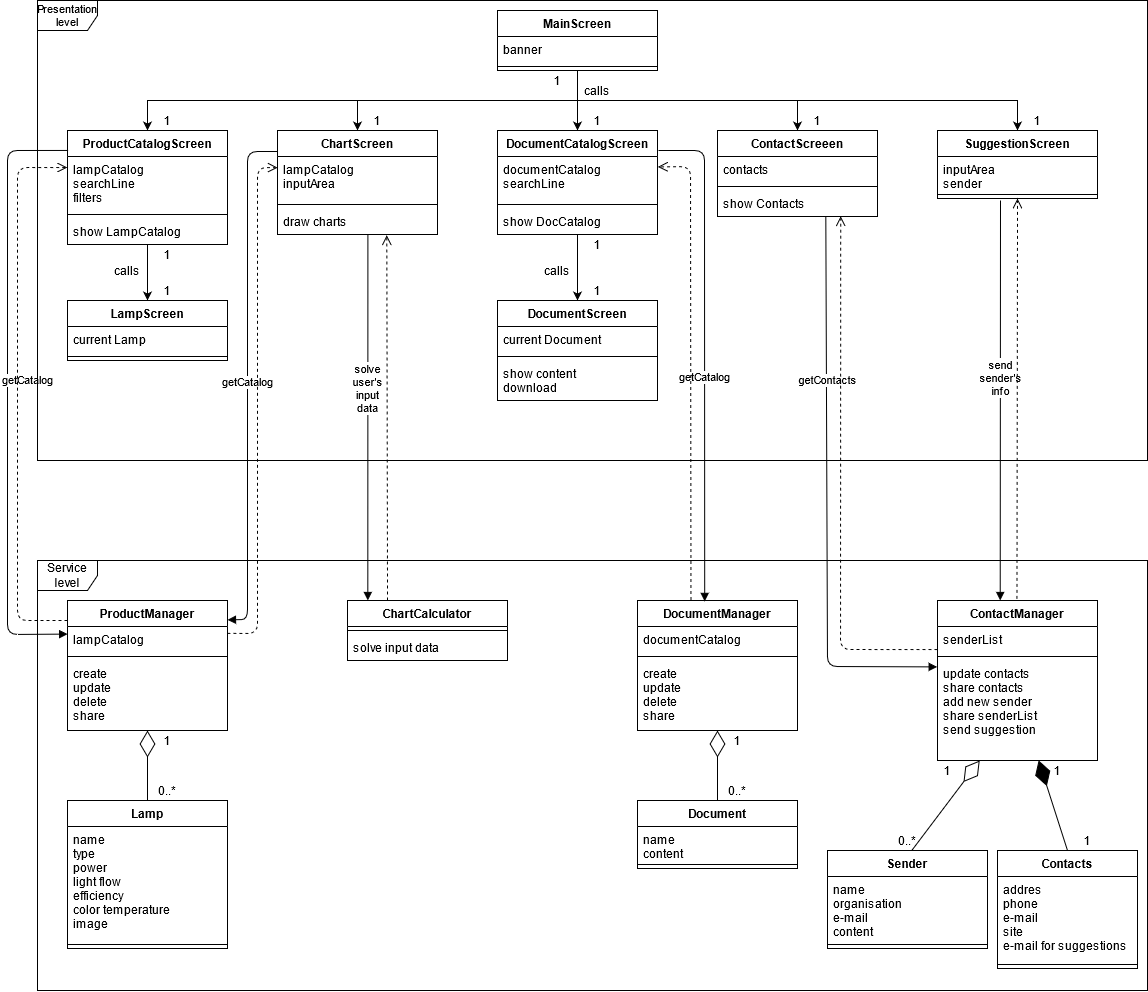 Presentation
level
MainScreen
banner
1
calls
1
1
1
1
1
ProductCatalogScreen
lampCatalog
searchLine
filters
show LampCatalog
ChartScreen
lampCatalog
inputArea
draw charts
DocumentCatalogScreen
documentCatalog
searchLine
show DocCatalog
ContactScreeen
contacts
show Contacts
SuggestionScreen
inputArea
sender
1
calls
1
1
calls
1
LampScreen
current Lamp
DocumentScreen
current Document
show content
download
getCatalog
getCatalog
solve
user's
input
data
getCatalog
getContacts
send
sender's
info
Service
level
ProductManager
lampCatalog
create
update
delete
share
ChartCalculator
solve input data
DocumentManager
documentCatalog
create
update
delete
share
ContactManager
senderList
update contacts
share contacts
add new sender
share senderList
send suggestion
1
0..*
1
0..*
1
0..*
1
1
Lamp
name
type
power
light flow
efficiency
color temperature
image
Document
name
content
Sender
name
organisation
e-mail
content
Contacts
addres
phone
e-mail
site
e-mail for suggestions